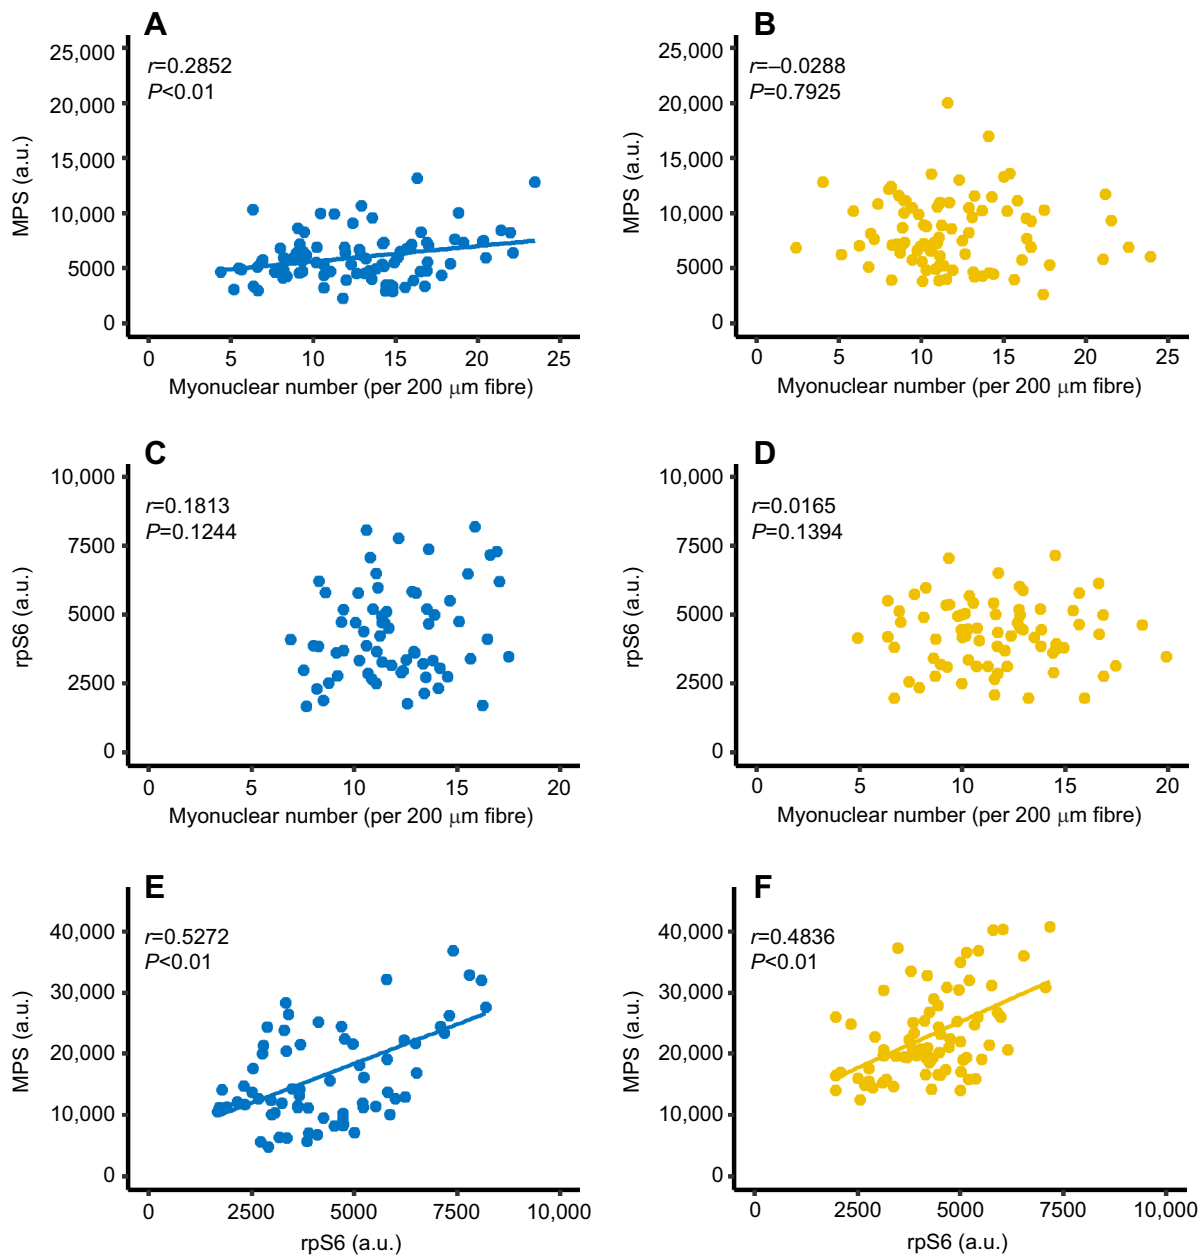 A
r=0.2852
P<0.01
25,000
20,000
15,000
10,000
5000
0
MPS (a.u.)
0 5 10 15 20 25
Myonuclear number (per 200 μm fibre)
B
r=–0.0288
P=0.7925
25,000
20,000
15,000
10,000
5000
0
MPS (a.u.)
0 5 10 15 20 25
Myonuclear number (per 200 μm fibre)
C
r=0.1813
P=0.1244
10,000
7500
5000
2500
0
rpS6 (a.u.)
0 5 10 15 20
Myonuclear number (per 200 μm fibre)
D
r=0.0165
P=0.1394
10,000
7500
5000
2500
0
rpS6 (a.u.)
0 5 10 15 20
Myonuclear number (per 200 μm fibre)
E
r=0.5272
P<0.01
40,000
30,000
20,000
10,000
0
MPS (a.u.)
0 2500 5000 7500 10,000
rpS6 (a.u.)
F
r=0.4836
P<0.01
40,000
30,000
20,000
10,000
0
MPS (a.u.)
0 2500 5000 7500 10,000
rpS6 (a.u.)